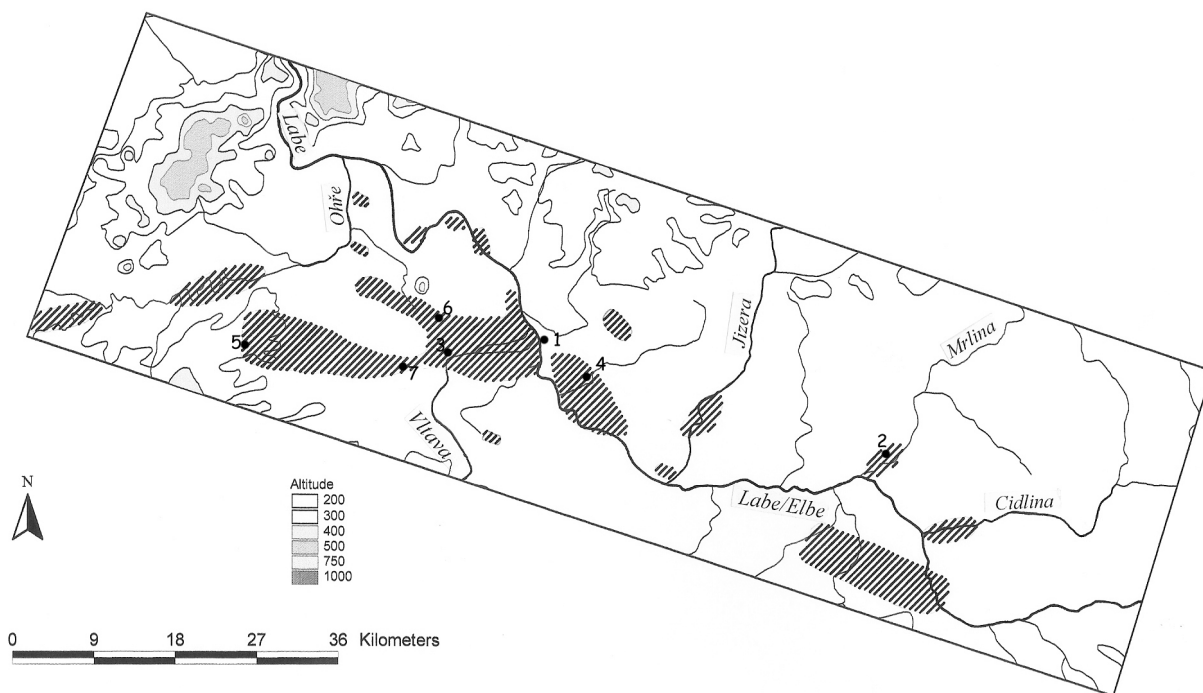 Labe
Ohře
Jizera
Mrlina
6
1
5
3
7
4
Vltava
2
Labe/Elbe
Cidlina
N
Altitude
200
300
400
500
750
1000
0 9 18 27 36 Kilometers